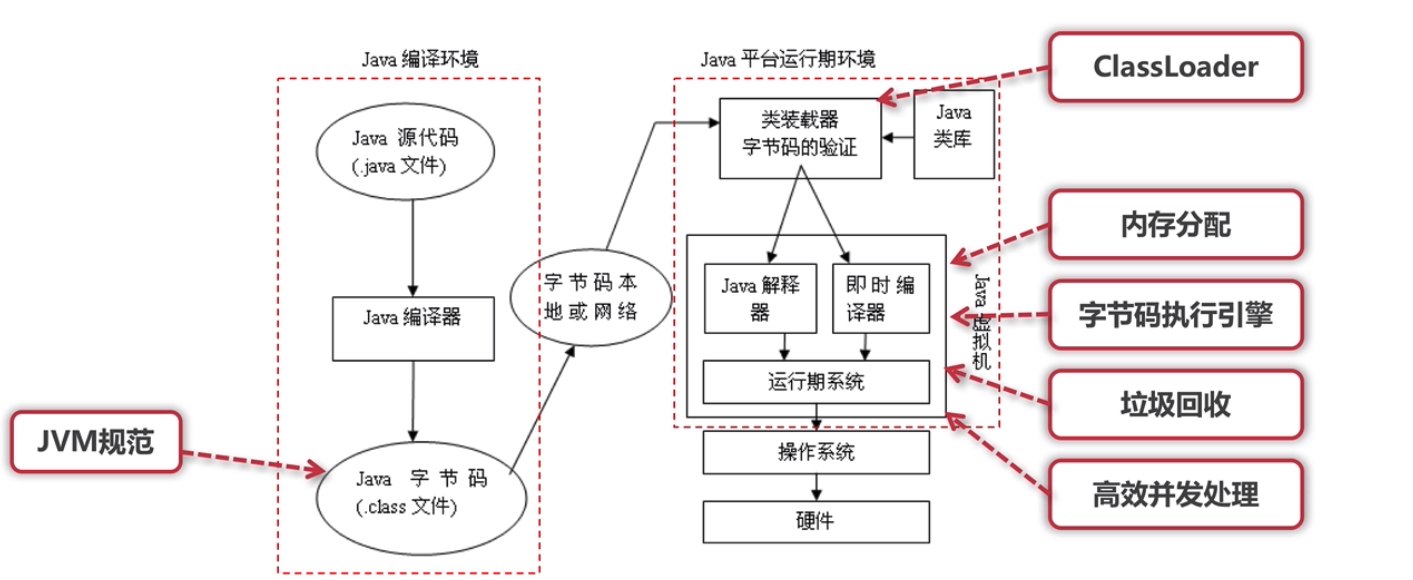 Java 编译环境
Java 源代码
(.java 文件)
Java 编译器
Java 字节码
(.class 文件)
JVM规范
字节码本
地或网络
Java 平台运行期环境
类装载器
字节码的验证
Java
类库
Java 解释
器
即时编
译器
运行期系统
Java 虚拟机
操作系统
硬件
ClassLoader
内存分配
字节码执行引擎
垃圾回收
高效并发处理